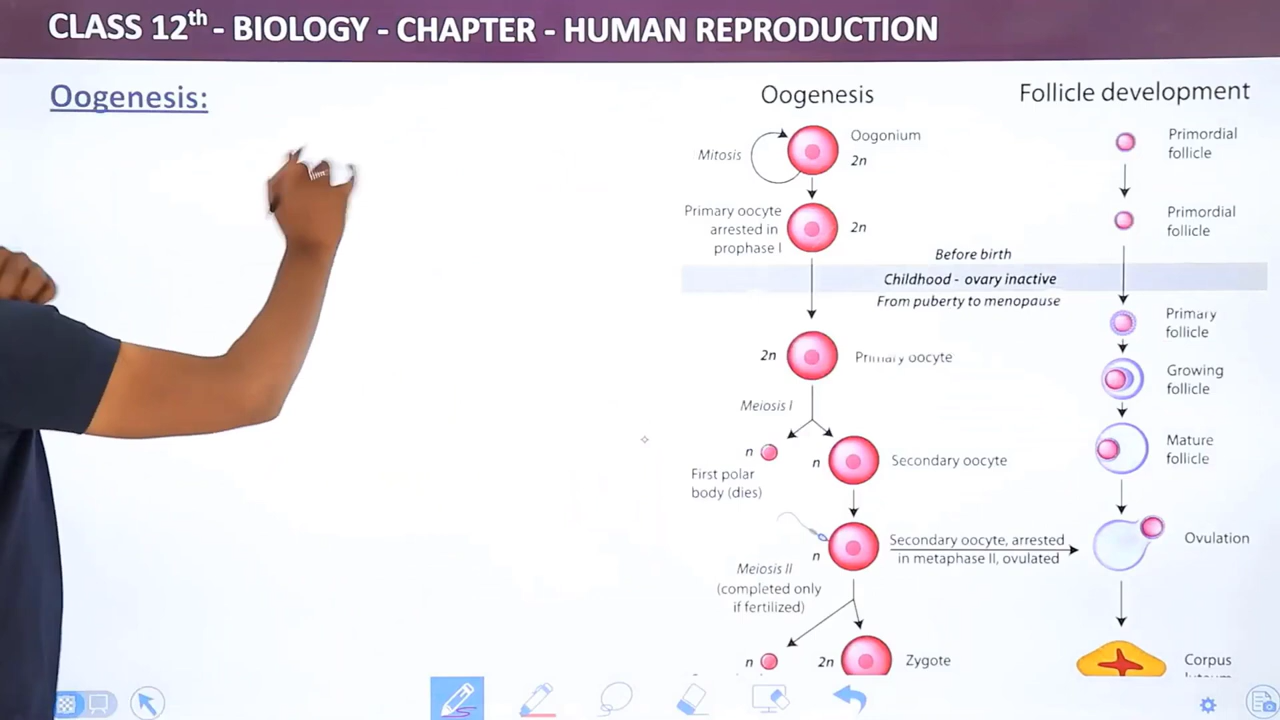 CLASS 12th - BIOLOGY - CHAPTER - HUMAN REPRODUCTION
Oogenesis:
Oogenesis
Mitosis
Oogonium
2n
Primary oocyte
arrested in
prophase I
2n
Before birth
Childhood - ovary inactive
From puberty to menopause
2n
Primary oocyte
Meiosis I
n
First polar
body (dies)
n
Secondary oocyte
n
Secondary oocyte, arrested
in metaphase II, ovulated
Meiosis II
(completed only
if fertilized)
n
2n
Zygote
Follicle development
Primordial
follicle
Primordial
follicle
Primary
follicle
Growing
follicle
Mature
follicle
Ovulation
Corpus